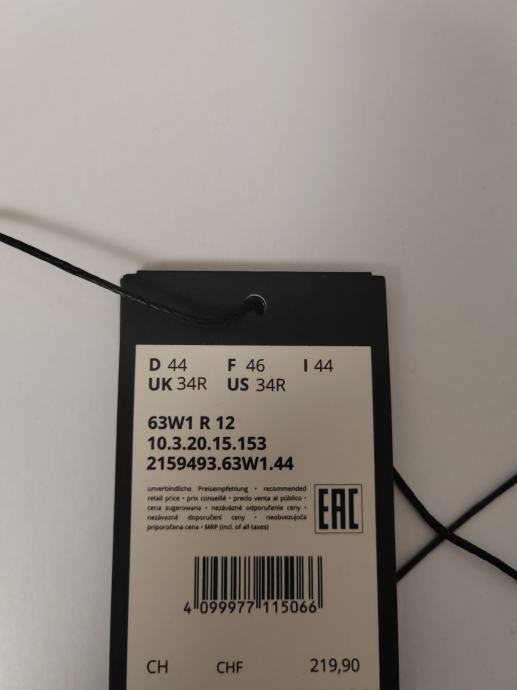 D 44 F 46 I 44
UK 34R US 34R
63W1 R 12
10.3.20.15.153
2159493.63W1.44
unverbindliche Preisempfehlung • recommended
retail price • prix conseillé • precio venta al público •
cena sugerowana • nezáväzné odporučenie ceny •
nezávazné doporučení ceny • neobvezujoča
priporočena cena • MRP (incl. of all taxes)
EAC
4 099977 115066
CH CHF 219,90